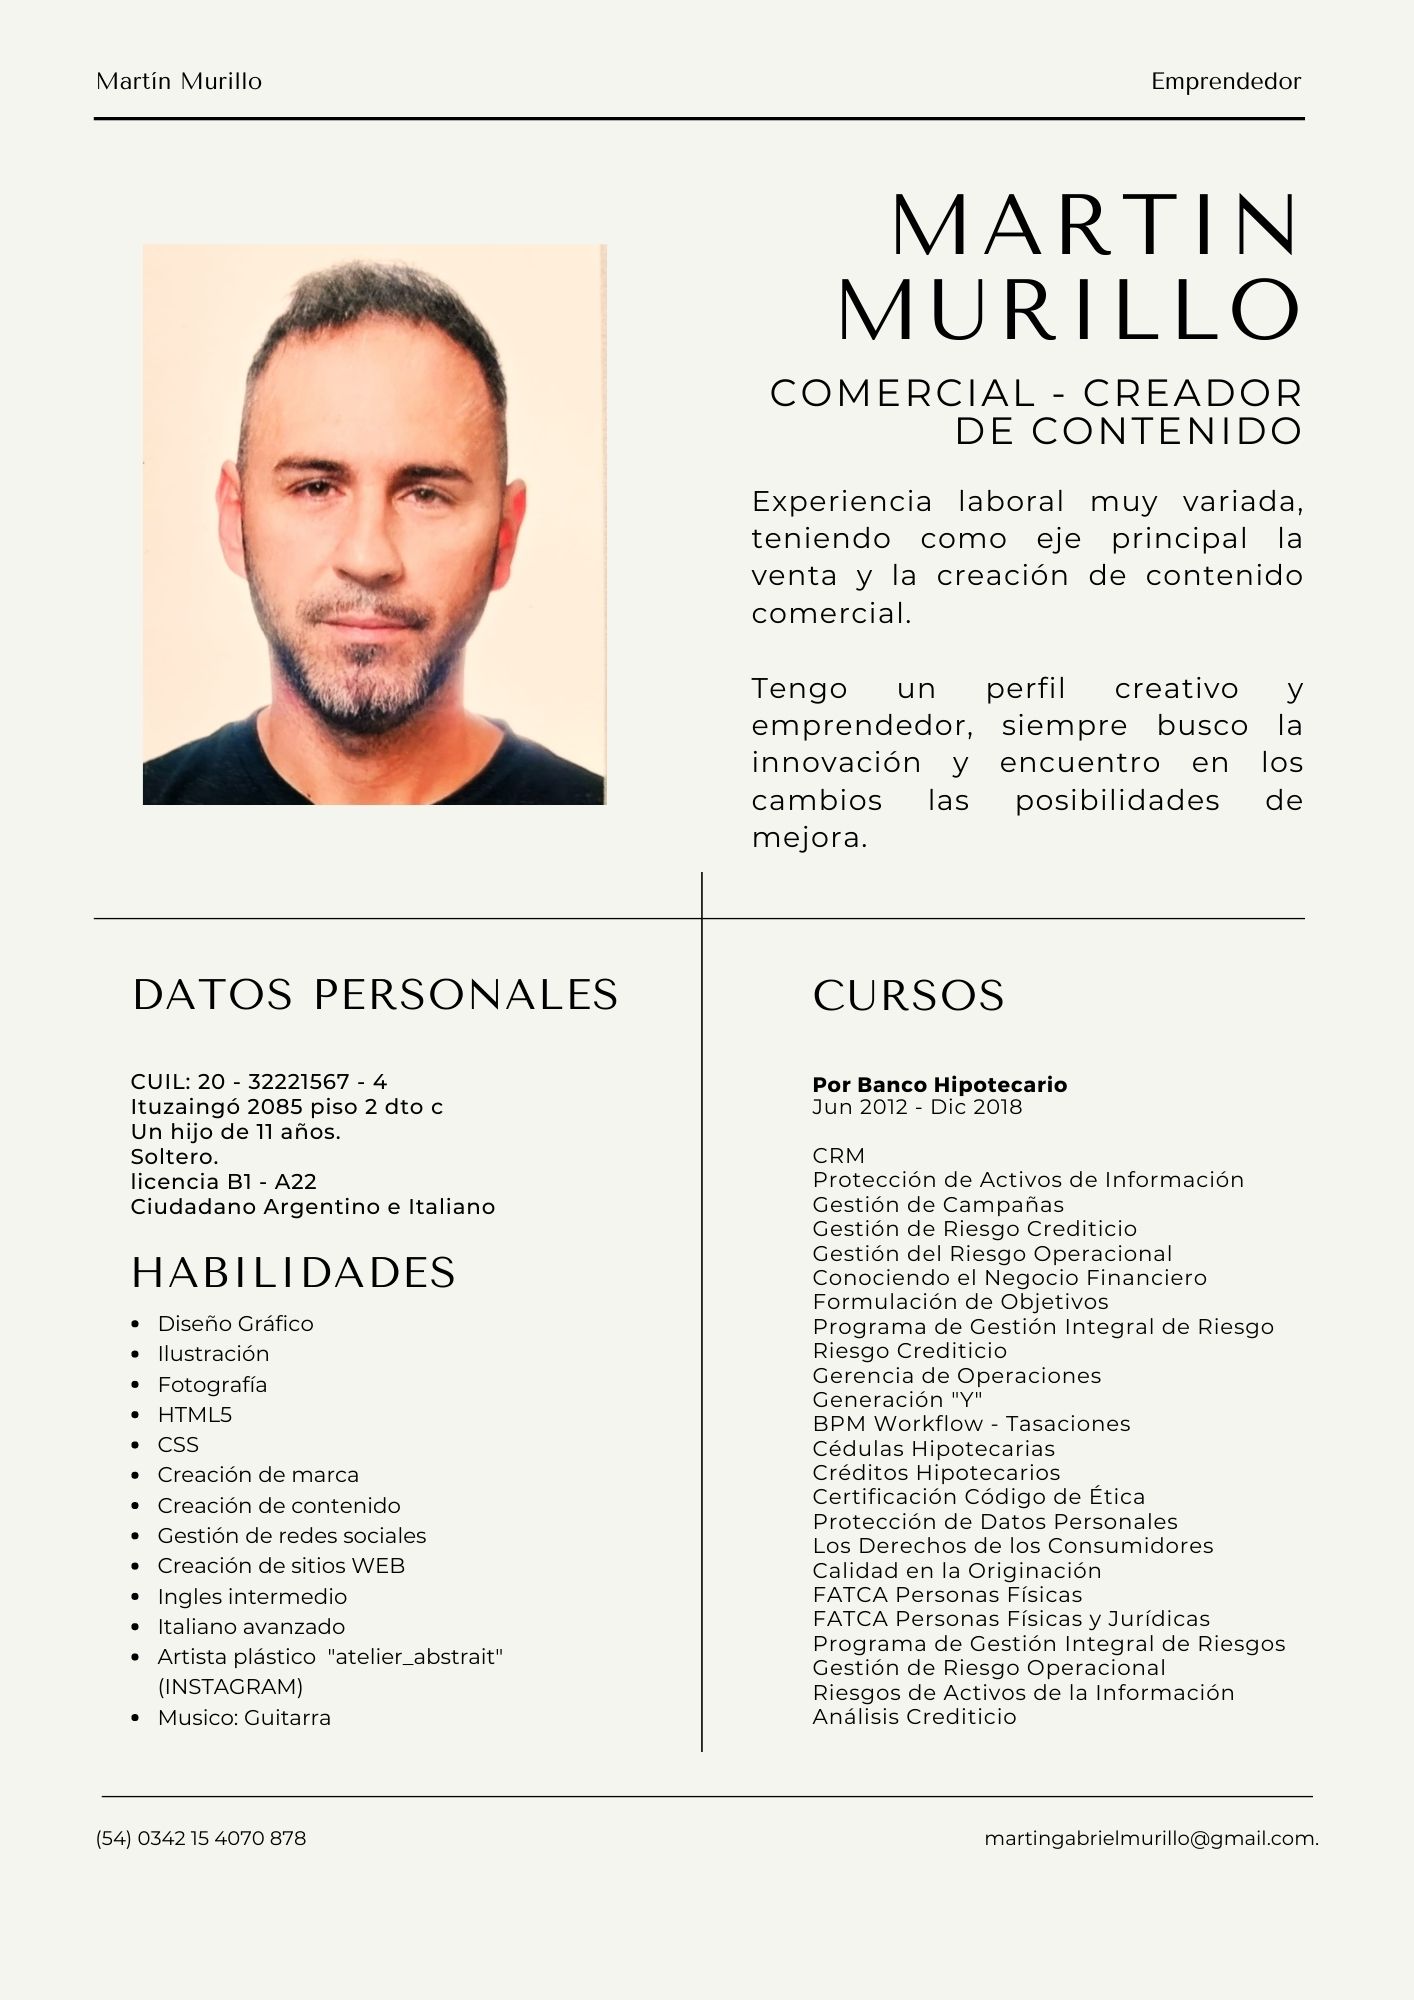 Martín Murillo
Emprendedor
MARTIN
MURILLO
COMERCIAL - CREADOR
DE CONTENIDO
Experiencia laboral muy variada,
teniendo como eje principal la
venta y la creación de contenido
comercial.
Tengo un perfil creativo y
emprendedor, siempre busco la
innovación y encuentro en los
cambios las posibilidades de
mejora.
DATOS PERSONALES
CUIL: 20 - 32221567 - 4
Ituzaingó 2085 piso 2 dto c
Un hijo de 11 años.
Soltero.
licencia B1 - A22
Ciudadano Argentino e Italiano
HABILIDADES
• Diseño Gráfico
• Ilustración
• Fotografía
• HTML5
• CSS
• Creación de marca
• Creación de contenido
• Gestión de redes sociales
• Creación de sitios WEB
• Ingles intermedio
• Italiano avanzado
• Artista plástico "atelier_abstrait"
(INSTAGRAM)
• Musico: Guitarra
CURSOS
Por Banco Hipotecario
Jun 2012 - Dic 2018
CRM
Protección de Activos de Información
Gestión de Campañas
Gestión de Riesgo Crediticio
Gestión del Riesgo Operacional
Conociendo el Negocio Financiero
Formulación de Objetivos
Programa de Gestión Integral de Riesgo
Riesgo Crediticio
Gerencia de Operaciones
Generación "Y"
BPM Workflow - Tasaciones
Cédulas Hipotecarias
Créditos Hipotecarios
Certificación Código de Ética
Protección de Datos Personales
Los Derechos de los Consumidores
Calidad en la Originación
FATCA Personas Físicas
FATCA Personas Físicas y Jurídicas
Programa de Gestión Integral de Riesgos
Gestión de Riesgo Operacional
Riesgos de Activos de la Información
Análisis Crediticio
(54) 0342 15 4070 878
martingabrielmurillo@gmail.com.